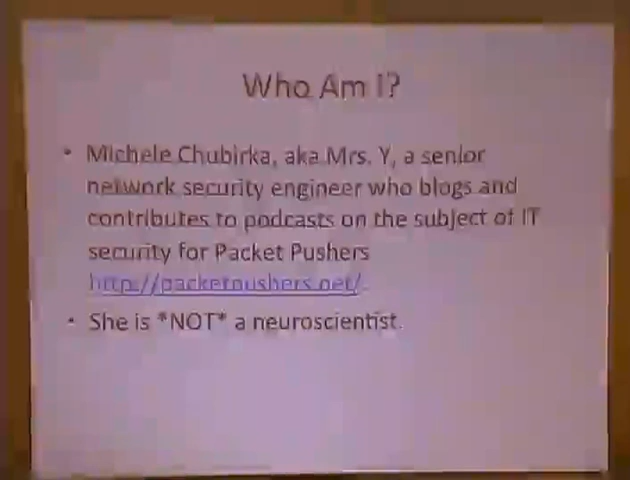 Who Am I?
• Michele Chubirka, aka Mrs. Y, a senior
network security engineer who blogs and
contributes to podcasts on the subject of IT
security for Packet Pushers
http://packetpushers.net/.
• She is *NOT* a neuroscientist.